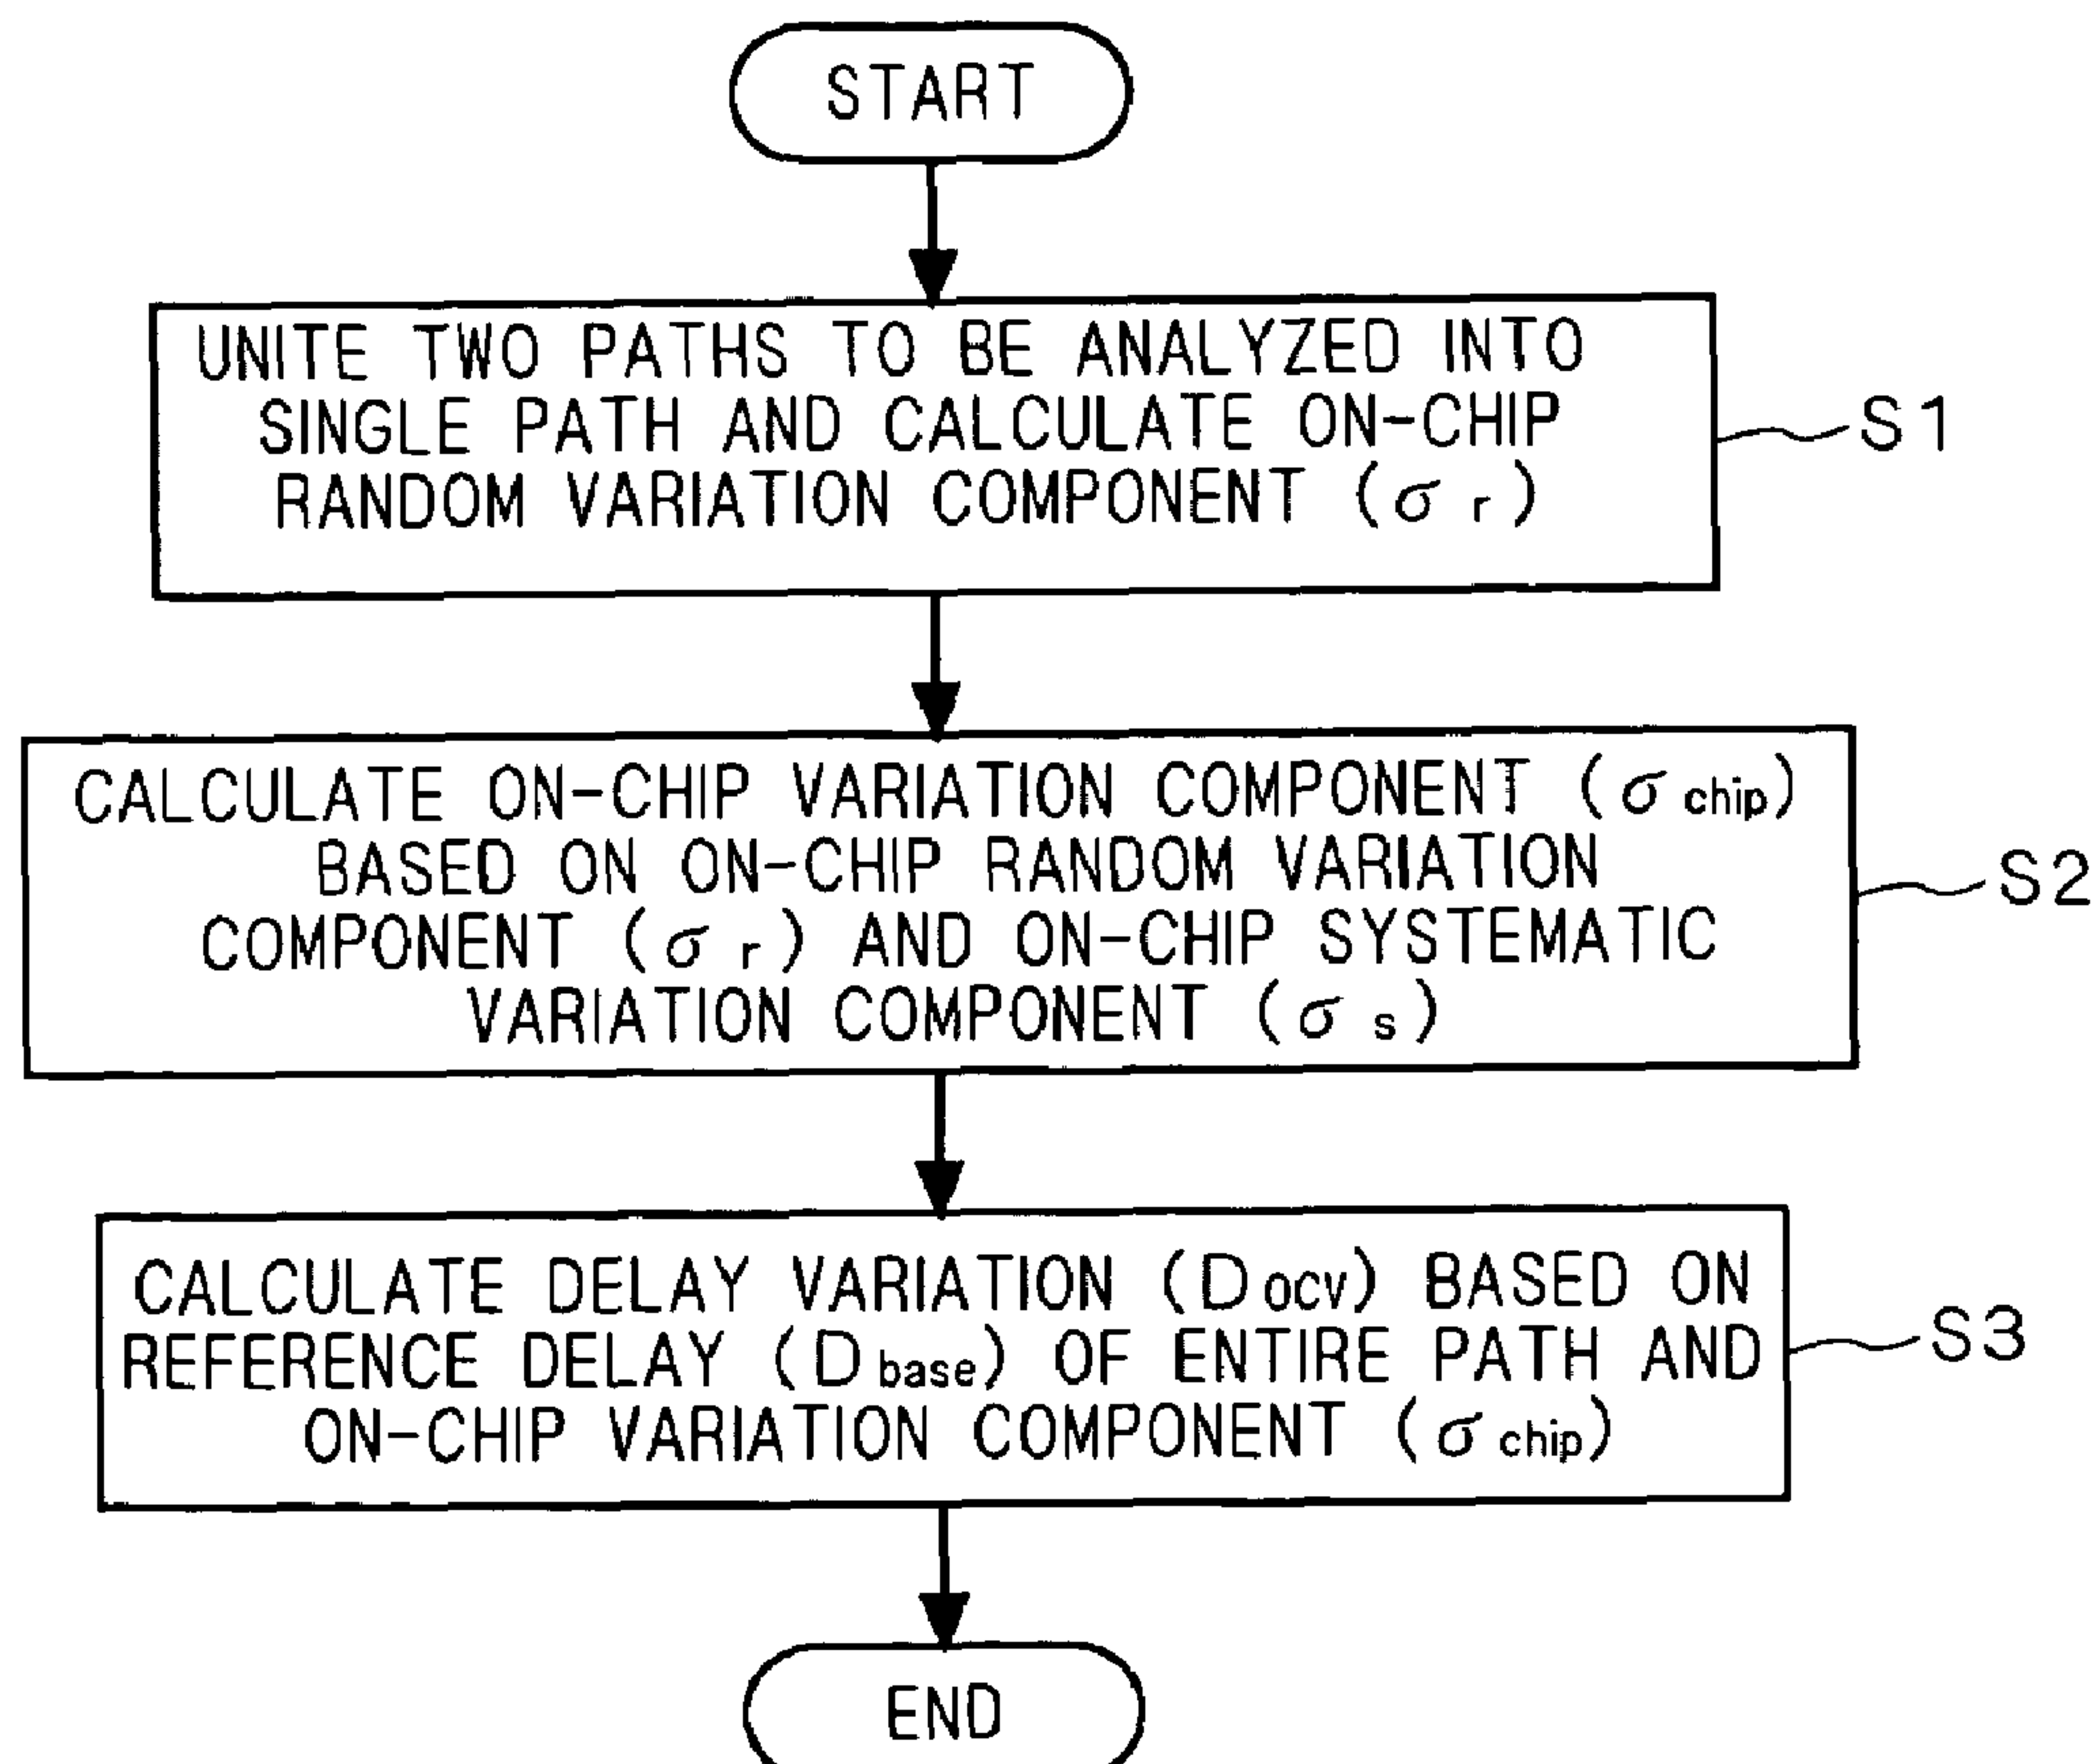 START
UNITE TWO PATHS TO BE ANALYZED INTO
SINGLE PATH AND CALCULATE ON-CHIP
RANDOM VARIATION COMPONENT (σ r)
S1
CALCULATE ON-CHIP VARIATION COMPONENT (σ chip)
BASED ON ON-CHIP RANDOM VARIATION
COMPONENT (σ r) AND ON-CHIP SYSTEMATIC
VARIATION COMPONENT (σ s)
S2
CALCULATE DELAY VARIATION (D OCV) BASED ON
REFERENCE DELAY (D base) OF ENTIRE PATH AND
ON-CHIP VARIATION COMPONENT (σ chip)
S3
END